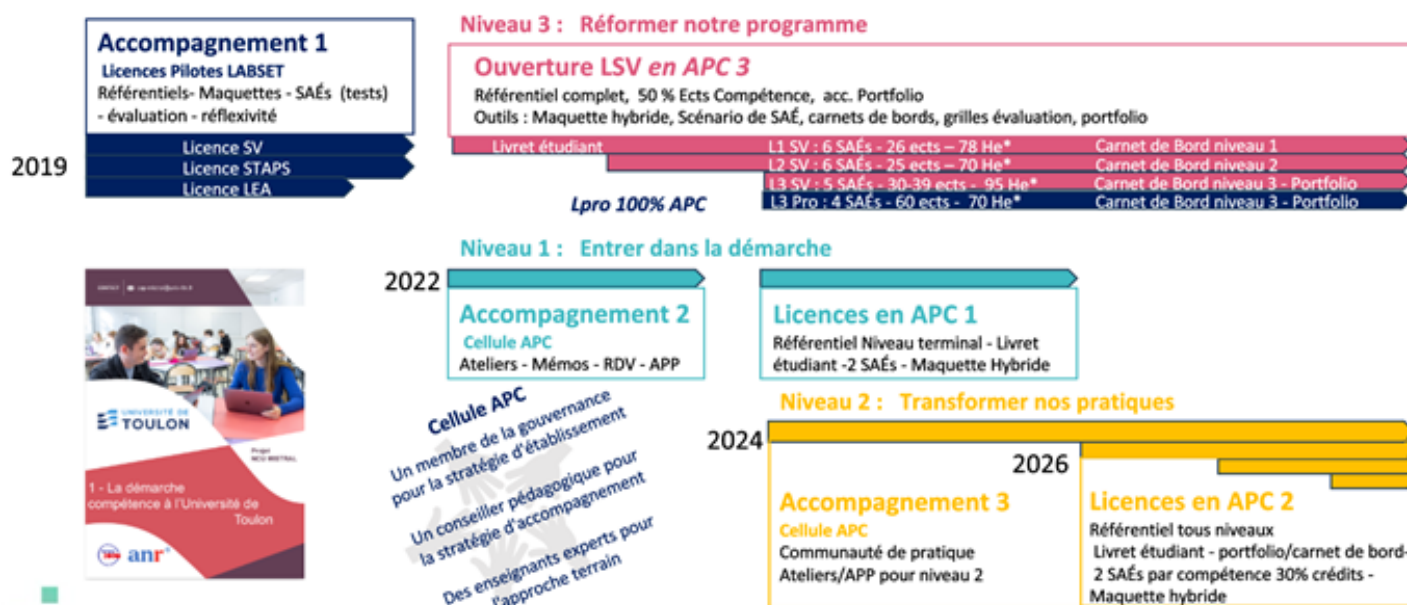 Niveau 3 : Réformer notre programme
Accompagnement 1
Licences Pilotes LABSET
Référentiels- Maquettes - SAÉs (tests)
- évaluation - réflexivité
2019
Licence SV
Licence STAPS
Licence LEA
Ouverture LSV en APC 3
Référentiel complet, 50 % Ects Compétence, acc. Portfolio
Outils : Maquette hybride, Scénario de SAÉ, carnets de bords, grilles évaluation, portfolio
Livret étudiant
L1 SV : 6 SAÉs - 26 ects – 78 He* Carnet de Bord niveau 1
L2 SV : 6 SAÉs - 25 ects – 70 He* Carnet de Bord niveau 2
L3 SV : 5 SAÉs - 30-39 ects - 95 He* Carnet de Bord niveau 3 - Portfolio
Lpro 100% APC
L3 Pro : 4 SAÉs - 60 ects - 70 He* Carnet de Bord niveau 3 - Portfolio
Niveau 1 : Entrer dans la démarche
2022
Accompagnement 2
Cellule APC
Ateliers - Mémos - RDV - APP
Licences en APC 1
Référentiel Niveau terminal - Livret
étudiant -2 SAÉs - Maquette Hybride
UNIVERSITÉ DE
TOULON
Projet
1 - La démarche
compétence à l'Université de
Toulon
anr
Cellule APC
Un membre de la gouvernance
pour la stratégie d'établissement
Un conseiller pédagogique pour
la stratégie d'accompagnement
Des enseignants experts pour
l'approche terrain
Niveau 2 : Transformer nos pratiques
2024
2026
Accompagnement 3
Cellule APC
Communauté de pratique
Ateliers/APP pour niveau 2
Licences en APC 2
Référentiel tous niveaux
Livret étudiant - portfolio/carnet de bord-
2 SAÉs par compétence 30% crédits -
Maquette hybride